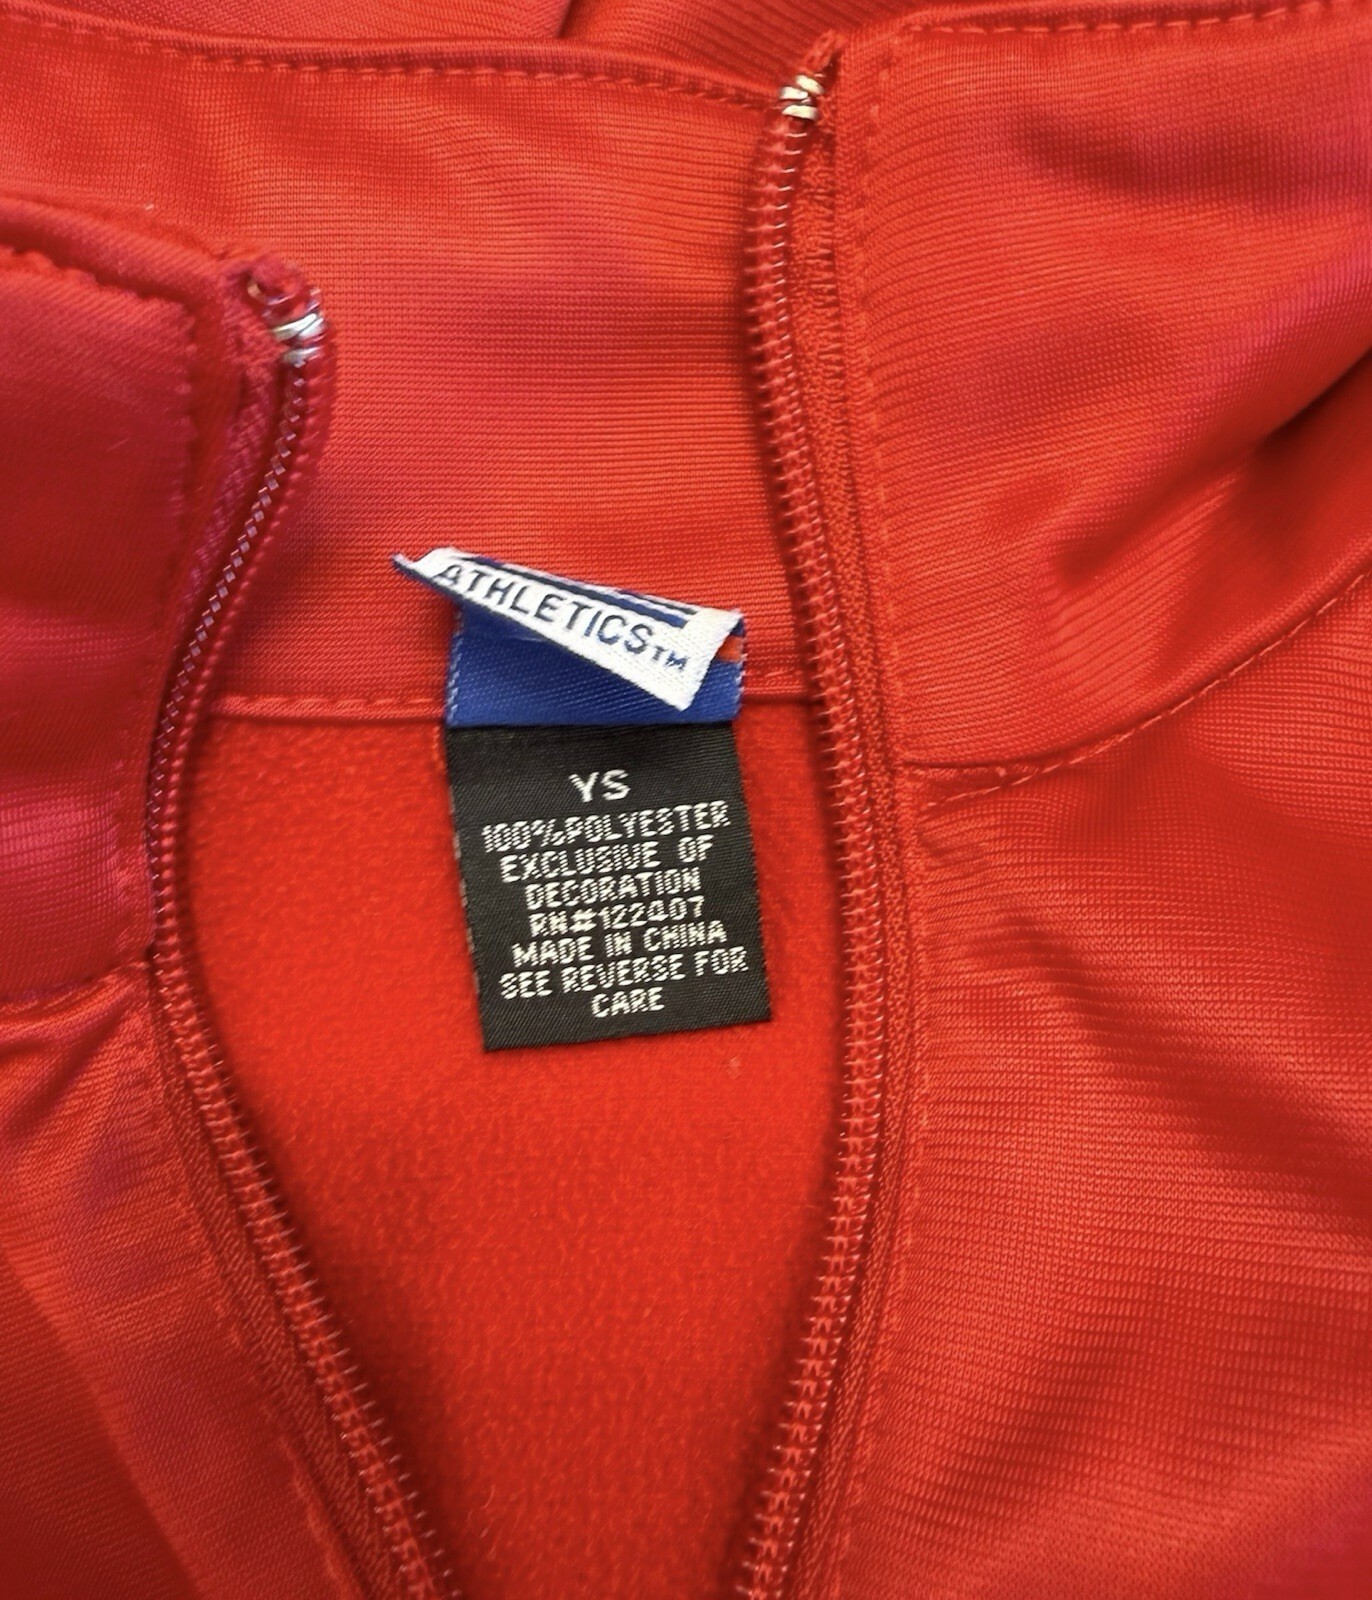 ATHLETICS™
YS
100%POLYESTER
EXCLUSIVE OF
DECORATION
RN#122407
MADE IN CHINA
SEE REVERSE FOR
CARE